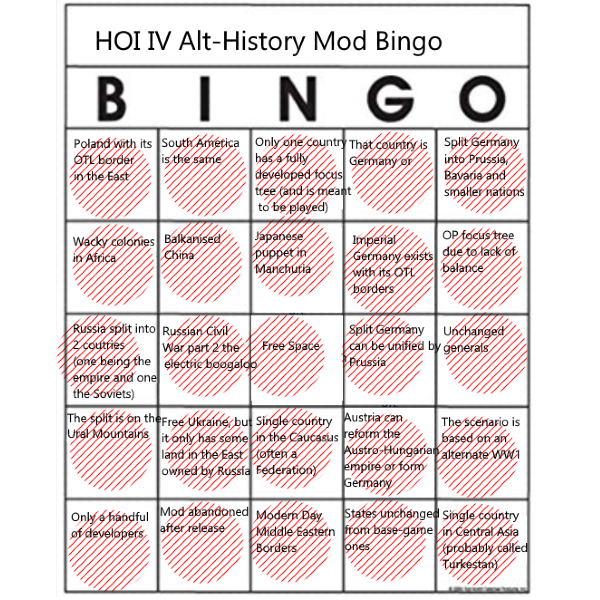 HOI IV Alt-History Mod Bingo
B I N G O
Poland with its
OTL border
in the East
South America
is the same
Only one country
has a fully
developed focus
tree (and is meant
to be played)
That country is
Germany or
Split Germany
into Prussia,
Bavaria and
smaller nations
Wacky colonies
in Africa
Balkanised
China
Japanese
puppet in
Manchuria
Imperial
Germany exists
with its OTL
borders
OP focus tree
due to lack of
balance
Russia split into
2 coutries
(one being the
empire and one
the Soviets)
Russian Civil
War part 2 the
electric boogaloo
Free Space
Split Germany
can be unified by
Prussia
Unchanged
generals
The split is on the
Ural Mountains
Free Ukraine, but
it only has some
land in the East
owned by Russia
Single country
in the Caucasus
(often a
Federation)
Austria can
reform the
Austro-Hungarian
empire or form
Germany
The scenario is
based on an
alternate WW1
Only a handful
of developers
Mod abandoned
after release
Modern Day
Middle Eastern
Borders
States unchanged
from base-game
ones
Single country
in Central Asia
(probably called
Turkestan)